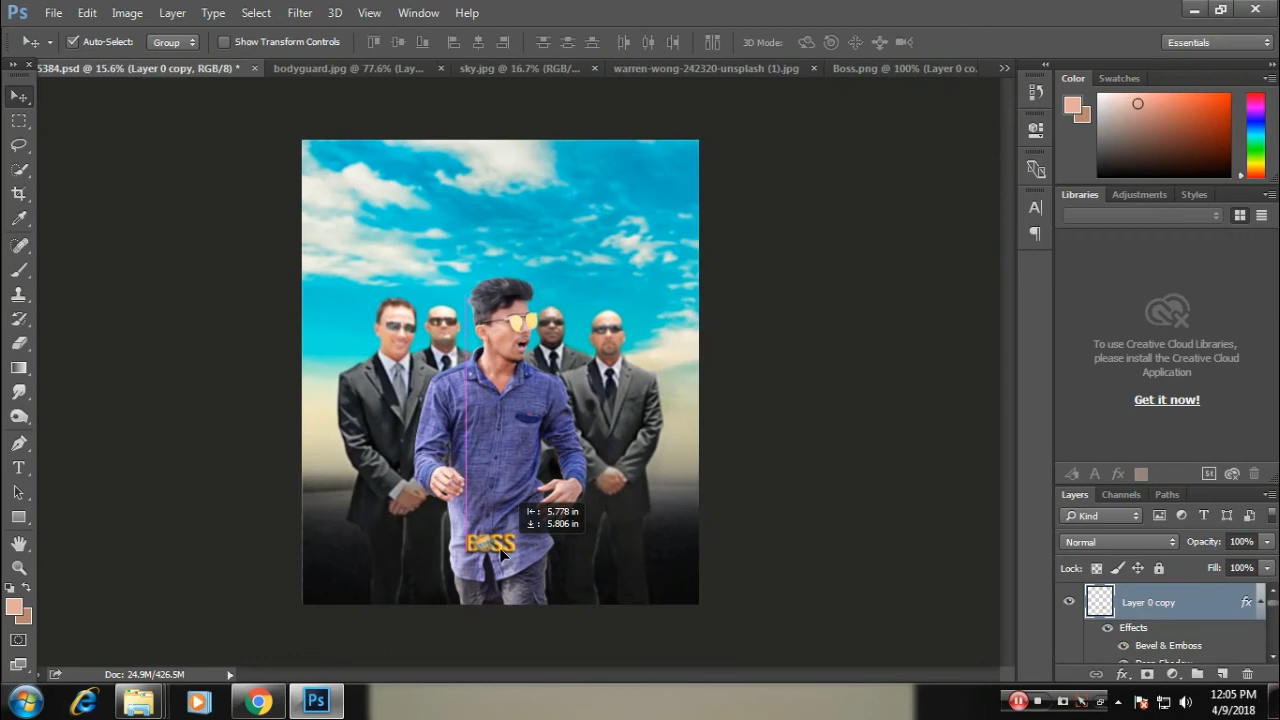 Ps File Edit Image Layer Type Select Filter 3D View Window Help
Auto-Select: Group Show Transform Controls 3D Mode: Essentials
5384.psd @ 15.6% (Layer 0 copy, RGB/8) * bodyguard.jpg @ 77.6% (Lay... sky.jpg @ 16.7% (RGB/... warren-wong-242320-unsplash (1).jpg Boss.png @ 100% (Layer 0 co.
Color Swatches
Libraries Adjustments Styles
To use Creative Cloud Libraries,
please install the Creative Cloud
Application
Get it now!
5.778 in
5.806 in
BOSS
Layers Channels Paths
Kind
Normal Opacity: 100%
Lock: Fill: 100%
Layer 0 copy fx
Effects
Bevel & Emboss
Doc: 24.9M/426.5M
Ps
12:05 PM
4/9/2018